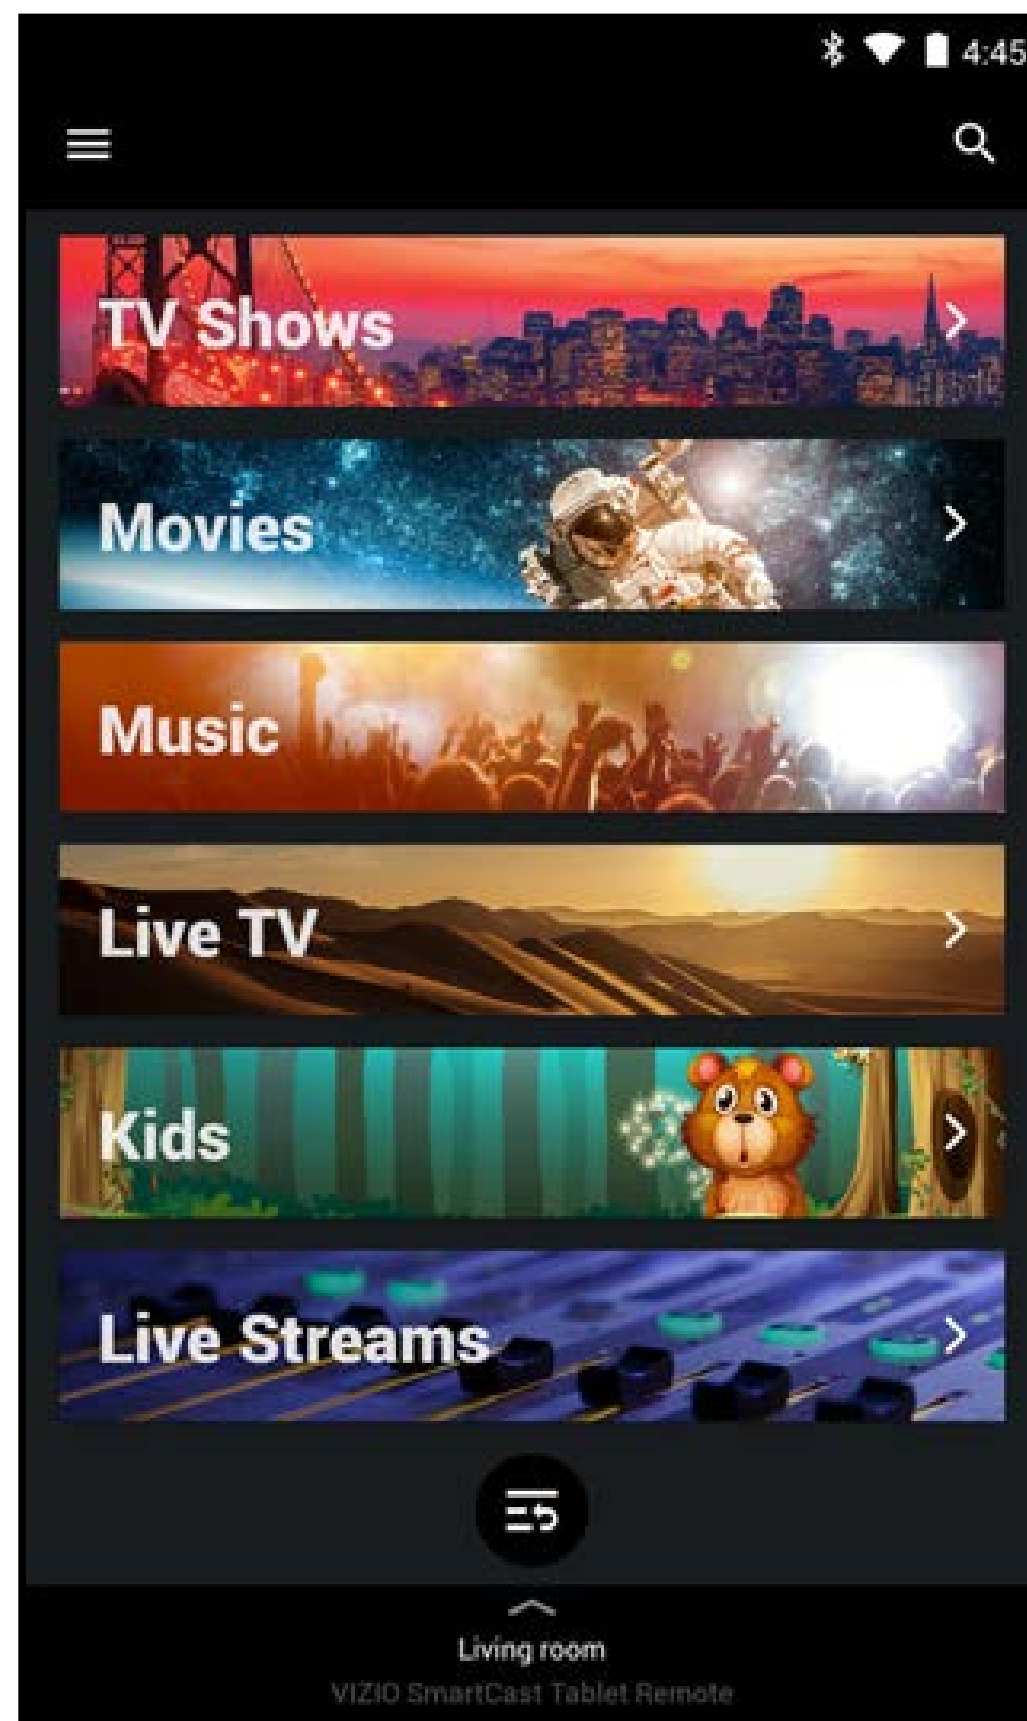 4:45
TV Shows
Movies
Music
Live TV
Kids
Live Streams
Living room
VIZIO SmartCast Tablet Remote